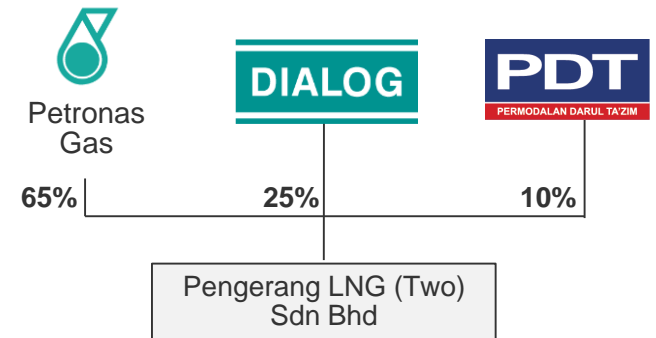 Petronas
Gas
DIALOG
PDT
PERMODALAN DARUL TA'ZIM
65%
25%
10%
Pengerang LNG (Two)
Sdn Bhd